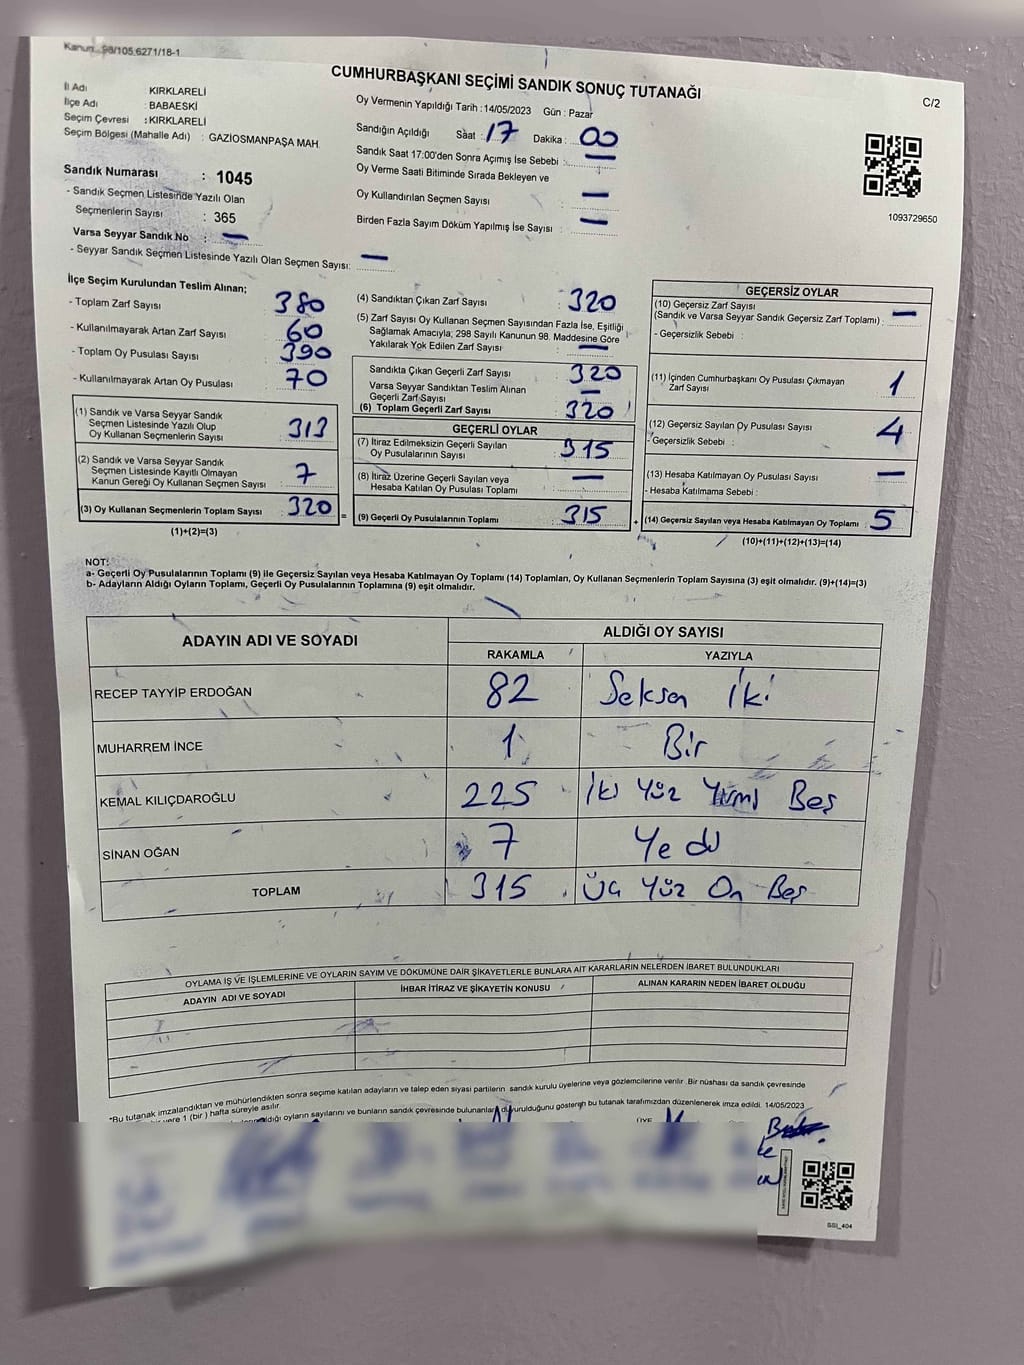 Kanun: 98/105,6271/18-1
CUMHURBAŞKANI SEÇİMİ SANDIK SONUÇ TUTANAĞI
C/2
İl Adı : KIRKLARELİ
İlçe Adı : BABAESKİ
Seçim Çevresi : KIRKLARELİ
Seçim Bölgesi (Mahalle Adı) : GAZİOSMANPAŞA MAH.
Sandık Numarası : 1045
- Sandık Seçmen Listesinde Yazılı Olan
Seçmenlerin Sayısı : 365
Varsa Seyyar Sandık No : —
- Seyyar Sandık Seçmen Listesinde Yazılı Olan Seçmen Sayısı: —
Oy Vermenin Yapıldığı Tarih : 14/05/2023 Gün : Pazar
Sandığın Açıldığı Saat : 17 Dakika : 00
Sandık Saat 17:00'den Sonra Açımış İse Sebebi : —
Oy Verme Saati Bitiminde Sırada Bekleyen ve
Oy Kullandırılan Seçmen Sayısı —
Birden Fazla Sayım Döküm Yapılmış İse Sayısı : —
1093729650
İlçe Seçim Kurulundan Teslim Alınan;
- Toplam Zarf Sayısı 380
- Kullanılmayarak Artan Zarf Sayısı 60
- Toplam Oy Pusulası Sayısı 390
- Kullanılmayarak Artan Oy Pusulası 70
(1) Sandık ve Varsa Seyyar Sandık
Seçmen Listesinde Yazılı Olup
Oy Kullanan Seçmenlerin Sayısı : 313
(2) Sandık ve Varsa Seyyar Sandık
Seçmen Listesinde Kayıtlı Olmayan
Kanun Gereği Oy Kullanan Seçmen Sayısı : 7
(3) Oy Kullanan Seçmenlerin Toplam Sayısı : 320 =
(1)+(2)=(3)
(4) Sandıktan Çıkan Zarf Sayısı : 320
(5) Zarf Sayısı Oy Kullanan Seçmen Sayısından Fazla İse, Eşitliği
Sağlamak Amacıyla; 298 Sayılı Kanunun 98. Maddesine Göre
Yakılarak Yok Edilen Zarf Sayısı : —
Sandıkta Çıkan Geçerli Zarf Sayısı : 320
Varsa Seyyar Sandıktan Teslim Alınan
Geçerli Zarf Sayısı : —
(6) Toplam Geçerli Zarf Sayısı : 320
GEÇERLİ OYLAR
(7) İtiraz Edilmeksizin Geçerli Sayılan
Oy Pusulalarının Sayısı : 315
(8) İtiraz Üzerine Geçerli Sayılan veya
Hesaba Katılan Oy Pusulası Toplamı : —
(9) Geçerli Oy Pusulalarının Toplamı : 315 +
GEÇERSİZ OYLAR
(10) Geçersiz Zarf Sayısı
(Sandık ve Varsa Seyyar Sandık Geçersiz Zarf Toplamı) : —
- Geçersizlik Sebebi :
(11) İçinden Cumhurbaşkanı Oy Pusulası Çıkmayan
Zarf Sayısı : 1
(12) Geçersiz Sayılan Oy Pusulası Sayısı : 4
- Geçersizlik Sebebi :
(13) Hesaba Katılmayan Oy Pusulası Sayısı : —
- Hesaba Katılmama Sebebi :
(14) Geçersiz Sayılan veya Hesaba Katılmayan Oy Toplamı : 5
(10)+(11)+(12)+(13)=(14)
NOT:
a- Geçerli Oy Pusulalarının Toplamı (9) ile Geçersiz Sayılan veya Hesaba Katılmayan Oy Toplamı (14) Toplamları, Oy Kullanan Seçmenlerin Toplam Sayısına (3) eşit olmalıdır. (9)+(14)=(3)
b- Adayların Aldığı Oyların Toplamı, Geçerli Oy Pusulalarının Toplamına (9) eşit olmalıdır.
ADAYIN ADI VE SOYADI ALDIĞI OY SAYISI
RAKAMLA YAZIYLA
RECEP TAYYİP ERDOĞAN 82 Seksen İki
MUHARREM İNCE 1 Bir
KEMAL KILIÇDAROĞLU 225 İki Yüz Yirmi Beş
SİNAN OĞAN 7 Yedi
TOPLAM 315 Üç Yüz On Beş
OYLAMA İŞ VE İŞLEMLERİNE VE OYLARIN SAYIM VE DÖKÜMÜNE DAİR ŞİKAYETLERLE BUNLARA AİT KARARLARIN NELERDEN İBARET BULUNDUKLARI
ADAYIN ADI VE SOYADI İHBAR İTİRAZ VE ŞİKAYETİN KONUSU ALINAN KARARIN NEDEN İBARET OLDUĞU
*Bu tutanak imzalandıktan ve mühürlendikten sonra seçime katılan adayların ve talep eden siyasi partilerin sandık kurulu üyelerine veya gözlemcilerine verilir. Bir nüshası da sandık çevresinde
yere 1 (bir) hafta süreyle asılır.
aldığı oyların sayılarını ve bunların sandık çevresinde bulunanlara duyurulduğunu gösteren bu tutanak tarafımızdan düzenlenerek imza edildi. 14/05/2023
ÜYE
SSI_404